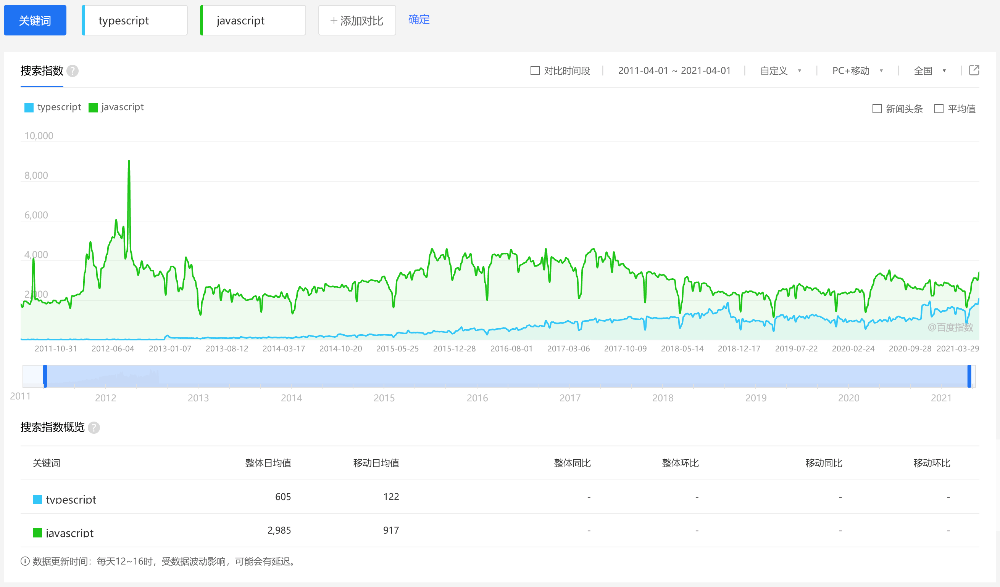 关键词 typescript javascript + 添加对比 确定
搜索指数 ? 对比时间段 2011-04-01 ~ 2021-04-01 自定义 PC+移动 全国
typescript javascript 新闻头条 平均值
10,000
8,000
6,000
4,000
2,000
@百度指数
2011-10-31 2012-06-04 2013-01-07 2013-08-12 2014-03-17 2014-10-20 2015-05-25 2015-12-28 2016-08-01 2017-03-06 2017-10-09 2018-05-14 2018-12-17 2019-07-22 2020-02-24 2020-09-28 2021-03-29
2011 2012 2013 2014 2015 2016 2017 2018 2019 2020 2021
搜索指数概览 ?
关键词 整体日均值 移动日均值 整体同比 整体环比 移动同比 移动环比
typescript 605 122 - - - -
javascript 2,985 917 - - - -
数据更新时间：每天12~16时，受数据波动影响，可能会有延迟。